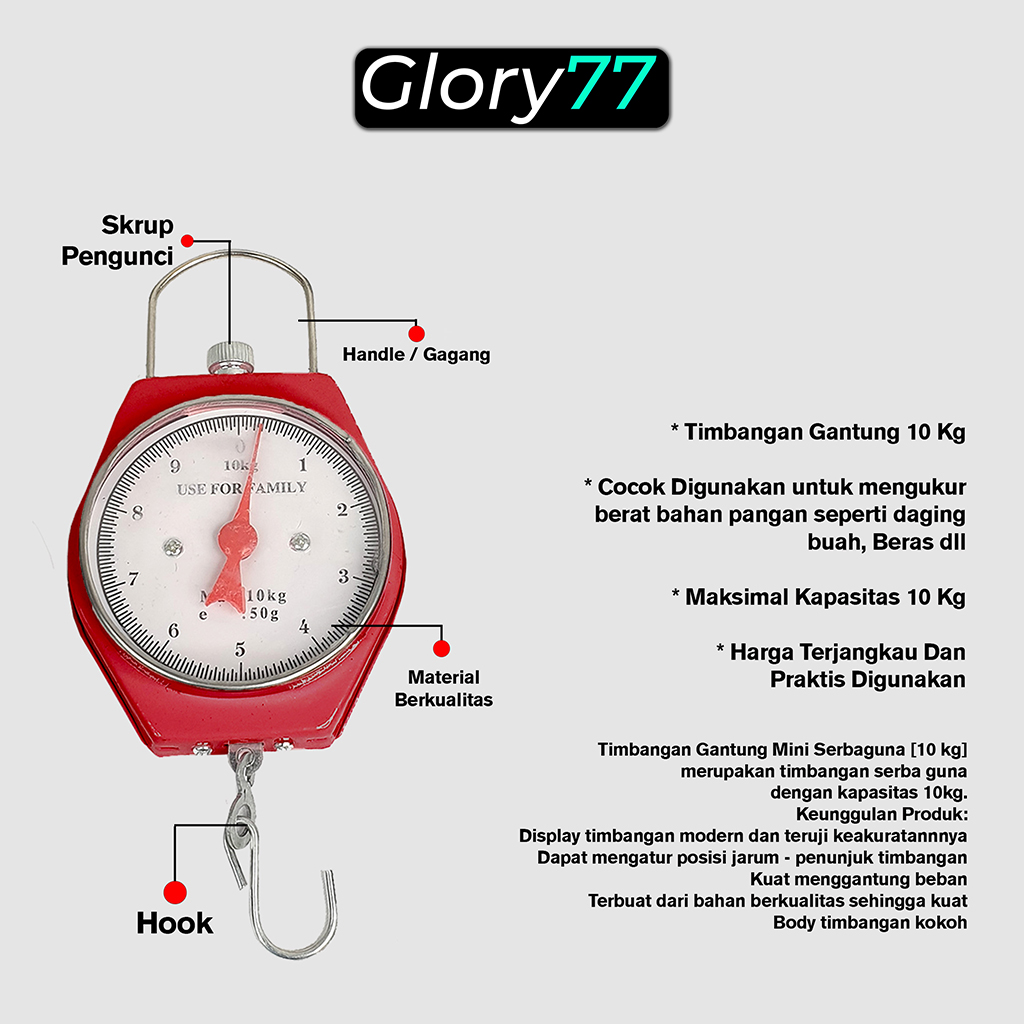 Glory77
Skrup
Pengunci
Handle / Gagang
0
9
10kg
1
USE FOR FAMILY
8
2
7
3
10kg
e
.50g
6
4
5
Material
Berkualitas
Hook
* Timbangan Gantung 10 Kg
* Cocok Digunakan untuk mengukur
berat bahan pangan seperti daging
buah, Beras dll
* Maksimal Kapasitas 10 Kg
* Harga Terjangkau Dan
Praktis Digunakan
Timbangan Gantung Mini Serbaguna [10 kg]
merupakan timbangan serba guna
dengan kapasitas 10kg.
Keunggulan Produk:
Display timbangan modern dan teruji keakuratannnya
Dapat mengatur posisi jarum - penunjuk timbangan
Kuat menggantung beban
Terbuat dari bahan berkualitas sehingga kuat
Body timbangan kokoh